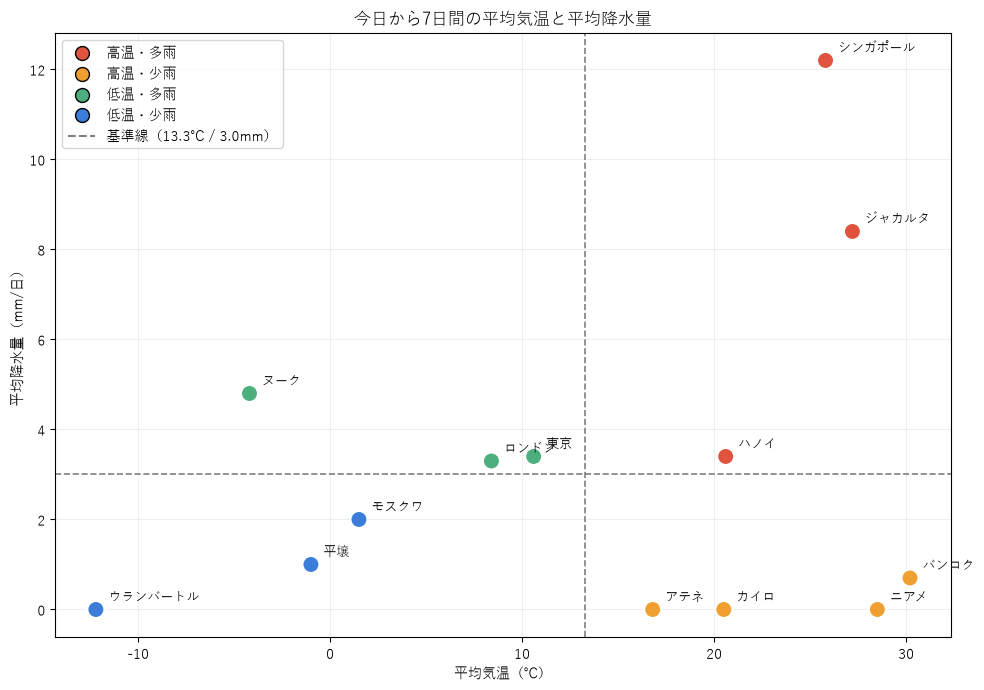 今日から7日間の平均気温と平均降水量
高温・多雨
高温・少雨
低温・多雨
低温・少雨
基準線（13.3℃ / 3.0mm）
シンガポール
ジャカルタ
ヌーク
ロンドン
東京
ハノイ
モスクワ
平壌
バンコク
ウランバートル
アテネ
カイロ
ニアメ
平均降水量（mm/日）
12
10
8
6
4
2
0
-10
0
10
20
30
平均気温（℃）